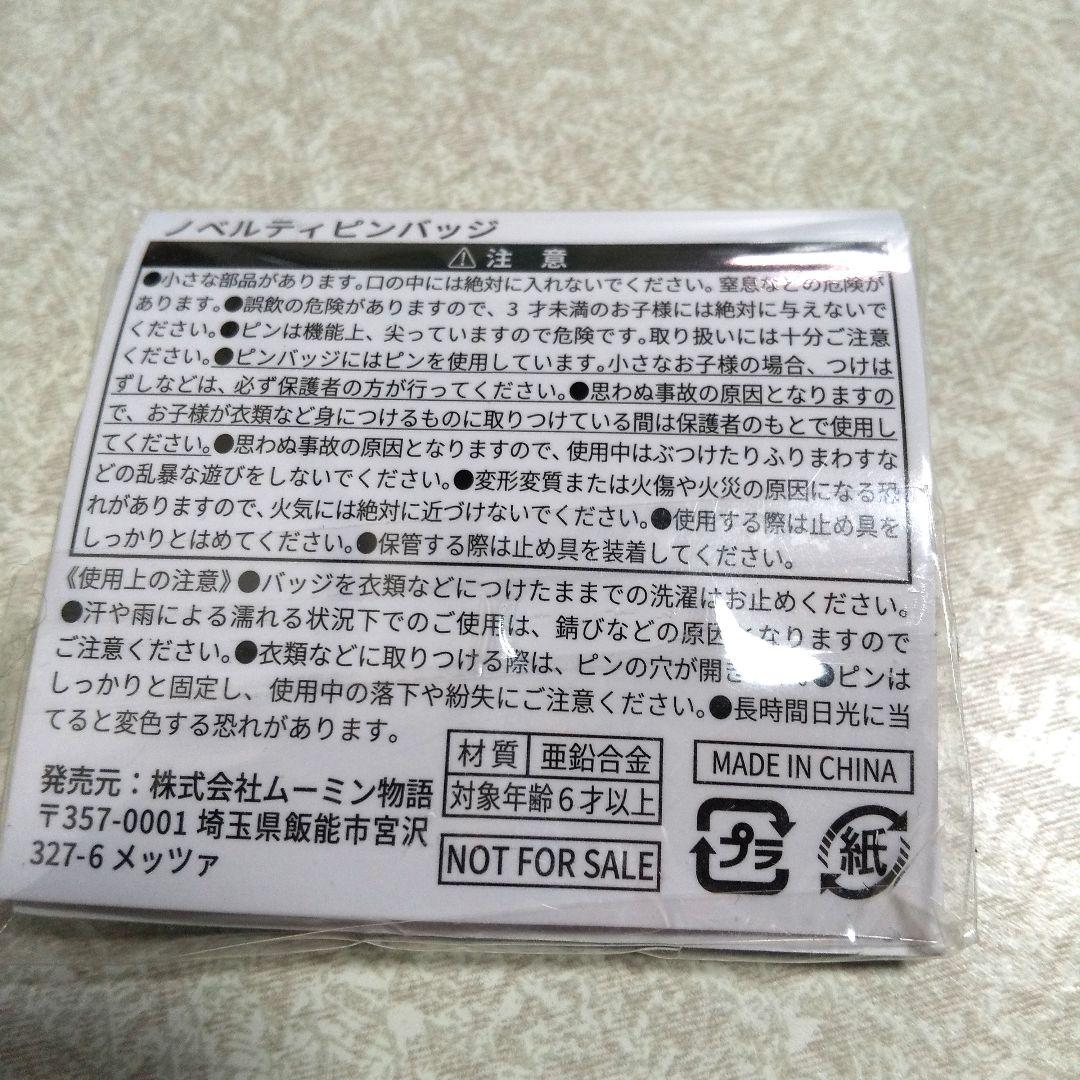 ノベルティピンバッジ
⚠注 意
●小さな部品があります。口の中には絶対に入れないでください。窒息などの危険が
あります。●誤飲の危険がありますので、3 才未満のお子様には絶対に与えないで
ください。●ピンは機能上、尖っていますので危険です。取り扱いには十分ご注意
ください。●ピンバッジにはピンを使用しています。小さなお子様の場合、つけは
ずしなどは、必ず保護者の方が行ってください。●思わぬ事故の原因となりますの
で、お子様が衣類など身につけるものに取りつけている間は保護者のもとで使用し
てください。●思わぬ事故の原因となりますので、使用中はぶつけたりふりまわすな
どの乱暴な遊びをしないでください。●変形変質または火傷や火災の原因になる恐
れがありますので、火気には絶対に近づけないでください。●使用する際は止め具を
しっかりとはめてください。●保管する際は止め具を装着してください。
《使用上の注意》●バッジを衣類などにつけたままでの洗濯はお止めください。
●汗や雨による濡れる状況下でのご使用は、錆びなどの原因となりますので
ご注意ください。●衣類などに取りつける際は、ピンの穴が開き。●ピンは
しっかりと固定し、使用中の落下や紛失にご注意ください。●長時間日光に当
てると変色する恐れがあります。
材質 亜鉛合金
対象年齢6才以上
MADE IN CHINA
発売元：株式会社ムーミン物語
〒357-0001 埼玉県飯能市宮沢
327-6 メッツァ
NOT FOR SALE
プラ
紙